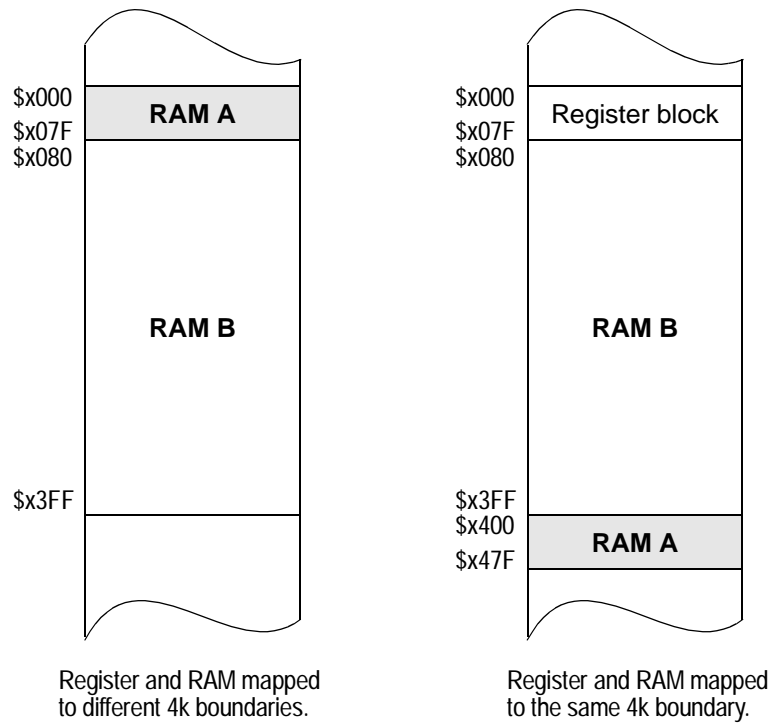 $x000
RAM A
$x07F
$x080
RAM B
$x3FF
Register and RAM mapped
to different 4k boundaries.
$x000
Register block
$x07F
$x080
RAM B
$x3FF
$x400
RAM A
$x47F
Register and RAM mapped
to the same 4k boundary.